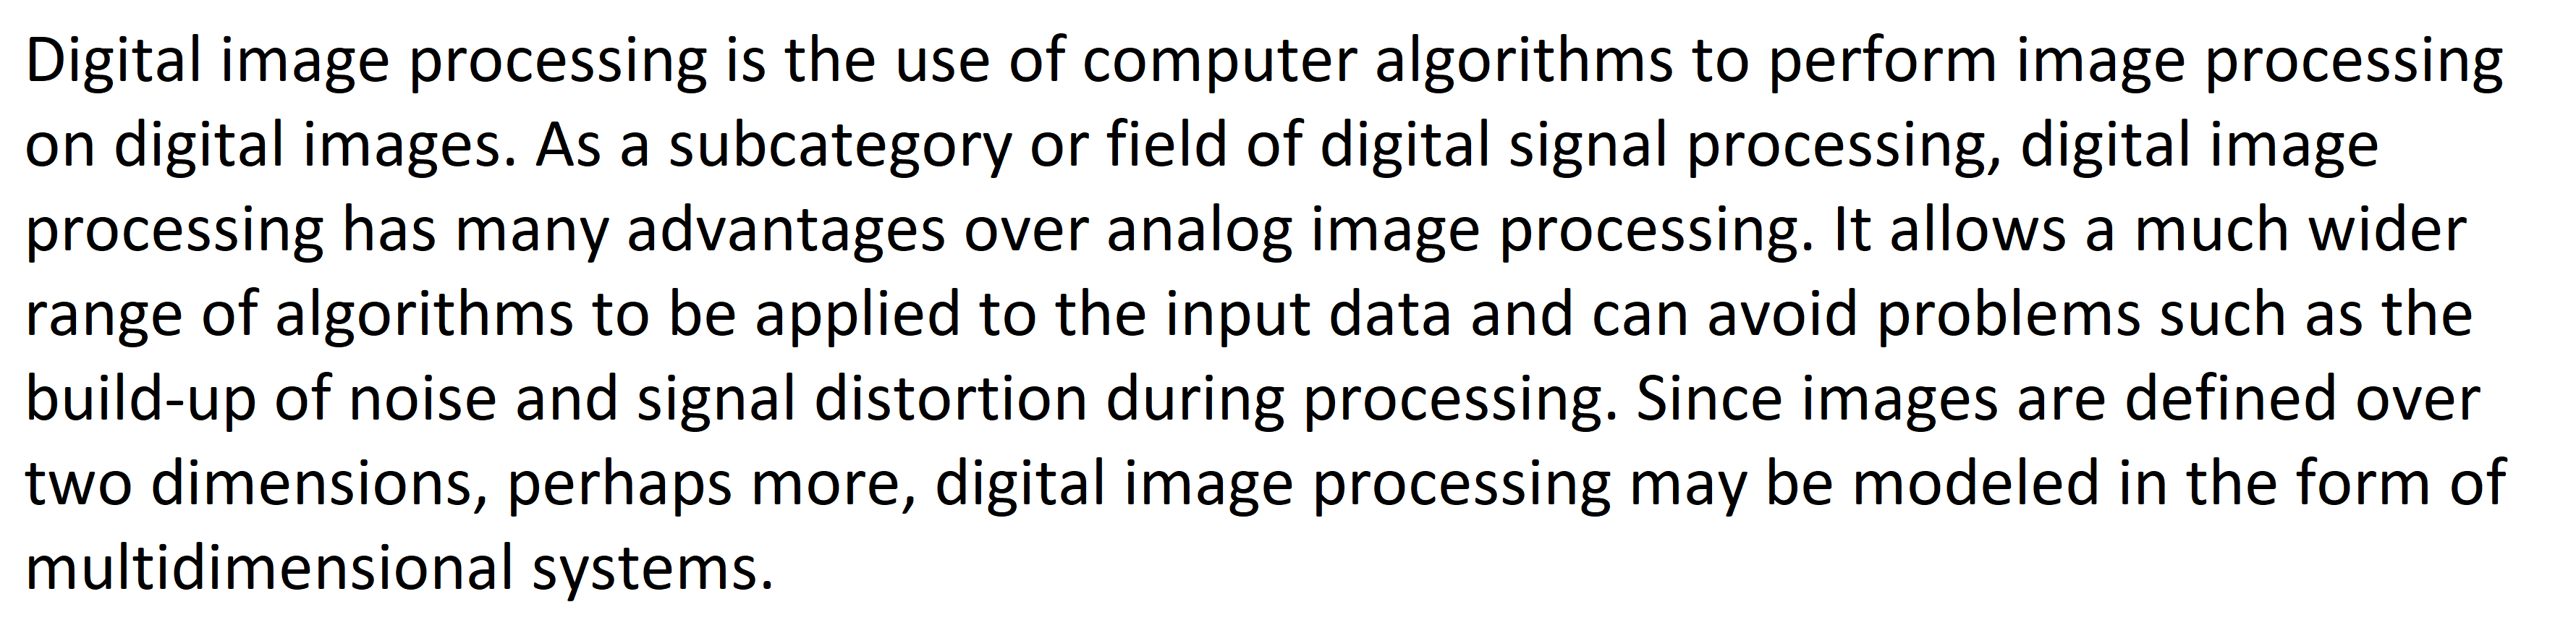 Digital image processing is the use of computer algorithms to perform image processing
on digital images. As a subcategory or field of digital signal processing, digital image
processing has many advantages over analog image processing. It allows a much wider
range of algorithms to be applied to the input data and can avoid problems such as the
build-up of noise and signal distortion during processing. Since images are defined over
two dimensions, perhaps more, digital image processing may be modeled in the form of
multidimensional systems.